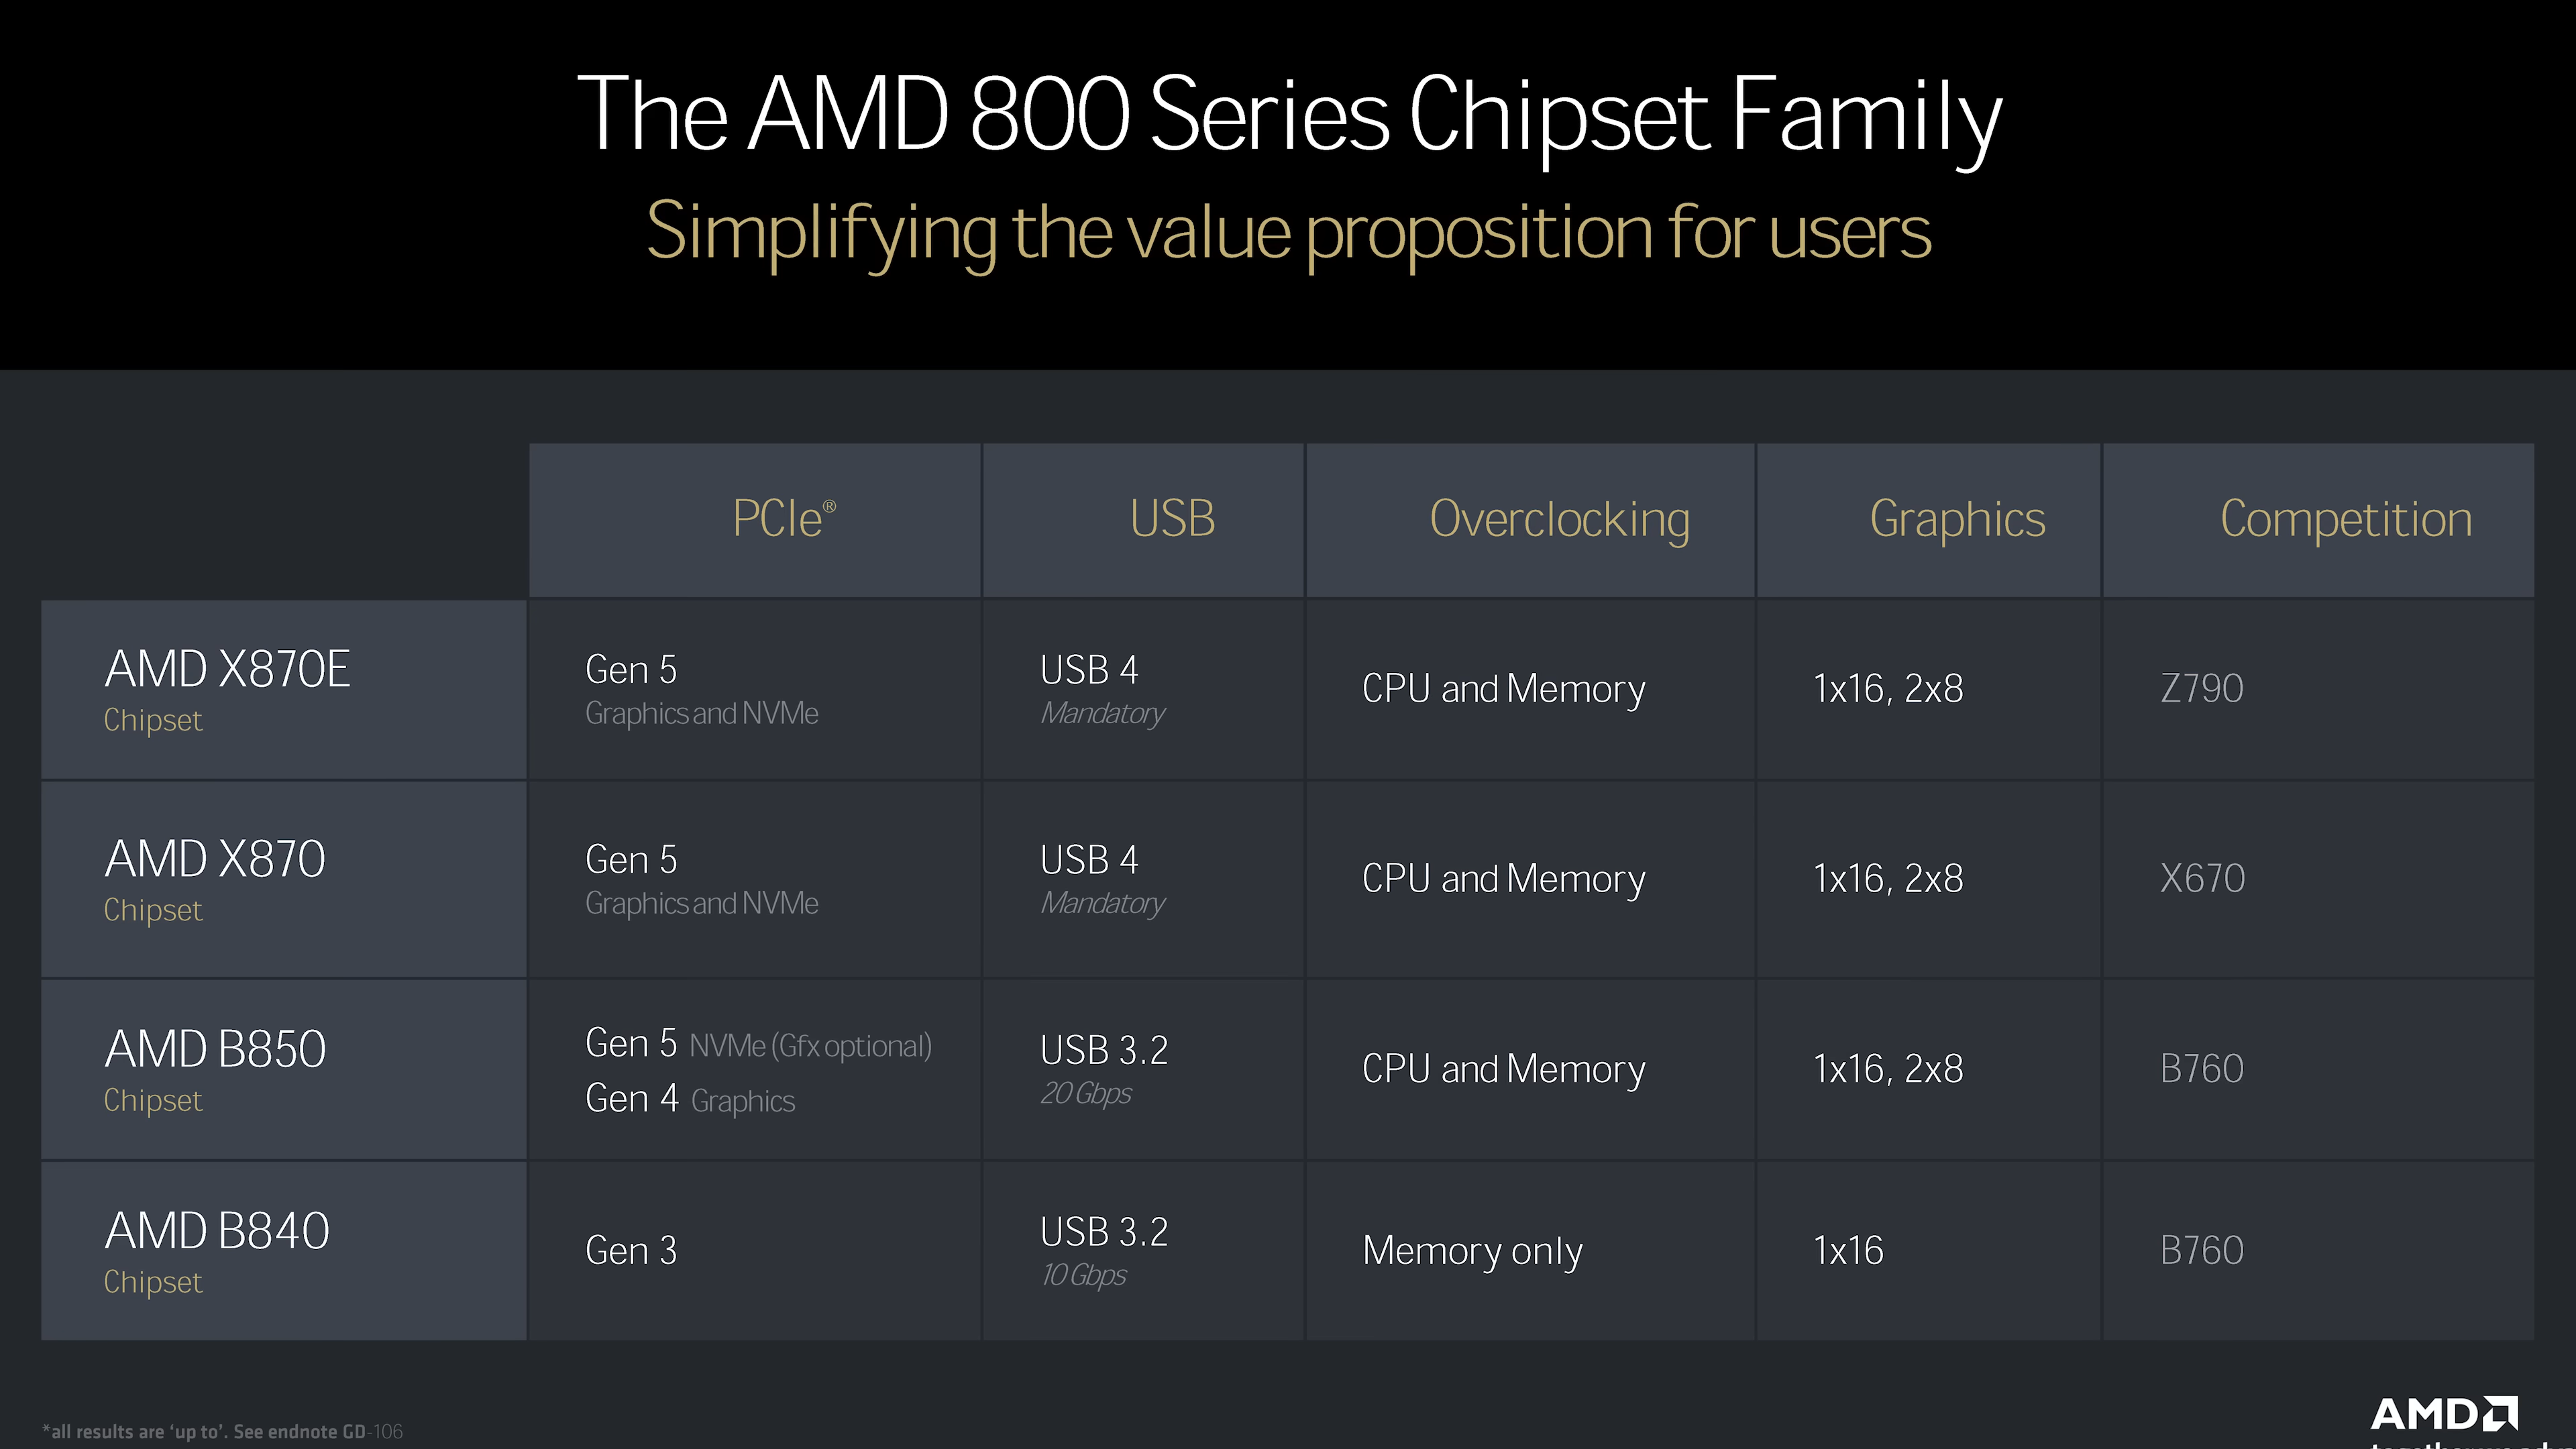 The AMD 800 Series Chipset Family
Simplifying the value proposition for users
PCIe® USB Overclocking Graphics Competition
AMD X870E
Chipset
Gen 5
Graphics and NVMe
USB 4
Mandatory
CPU and Memory
1x16, 2x8
Z790
AMD X870
Chipset
Gen 5
Graphics and NVMe
USB 4
Mandatory
CPU and Memory
1x16, 2x8
X670
AMD B850
Chipset
Gen 5 NVMe (Gfx optional)
Gen 4 Graphics
USB 3.2
20 Gbps
CPU and Memory
1x16, 2x8
B760
AMD B840
Chipset
Gen 3
USB 3.2
10 Gbps
Memory only
1x16
B760
*all results are ‘up to’. See endnote GD-106
AMD